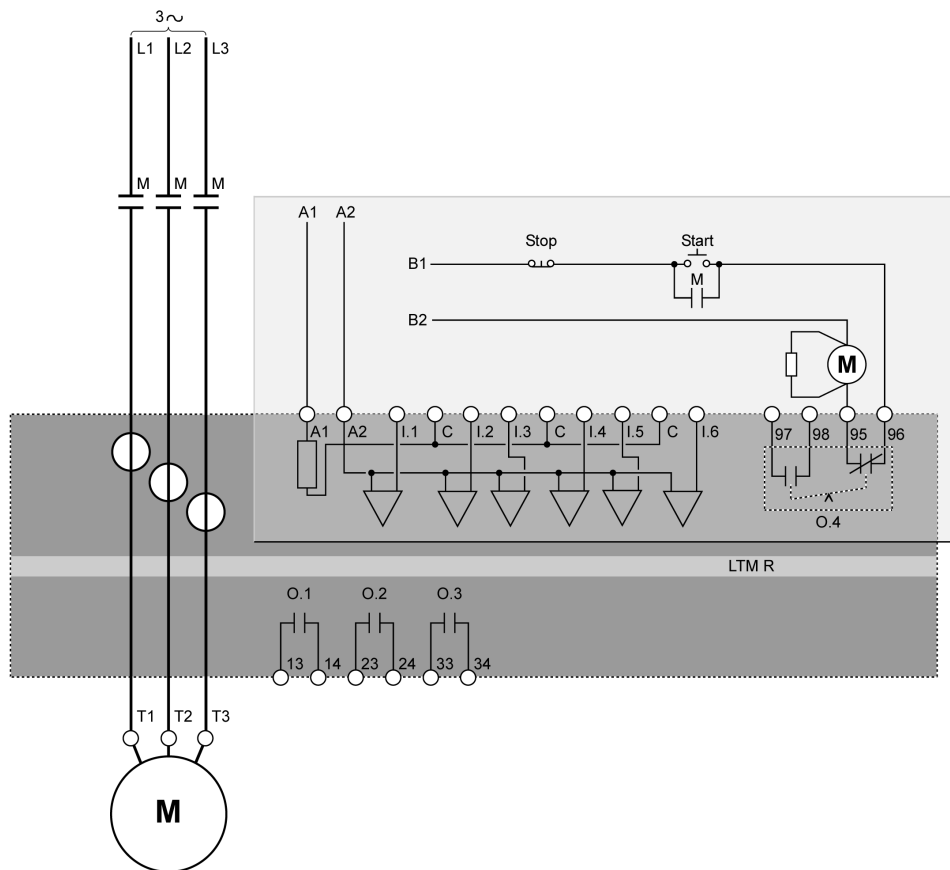 3∿
L1 L2 L3
M M M
A1 A2
Stop Start
B1
M
B2
M
A1 A2 I.1 C I.2 I.3 C I.4 I.5 C I.6 97 98 95 96
O.4
LTM R
O.1 O.2 O.3
13 14 23 24 33 34
T1 T2 T3
M